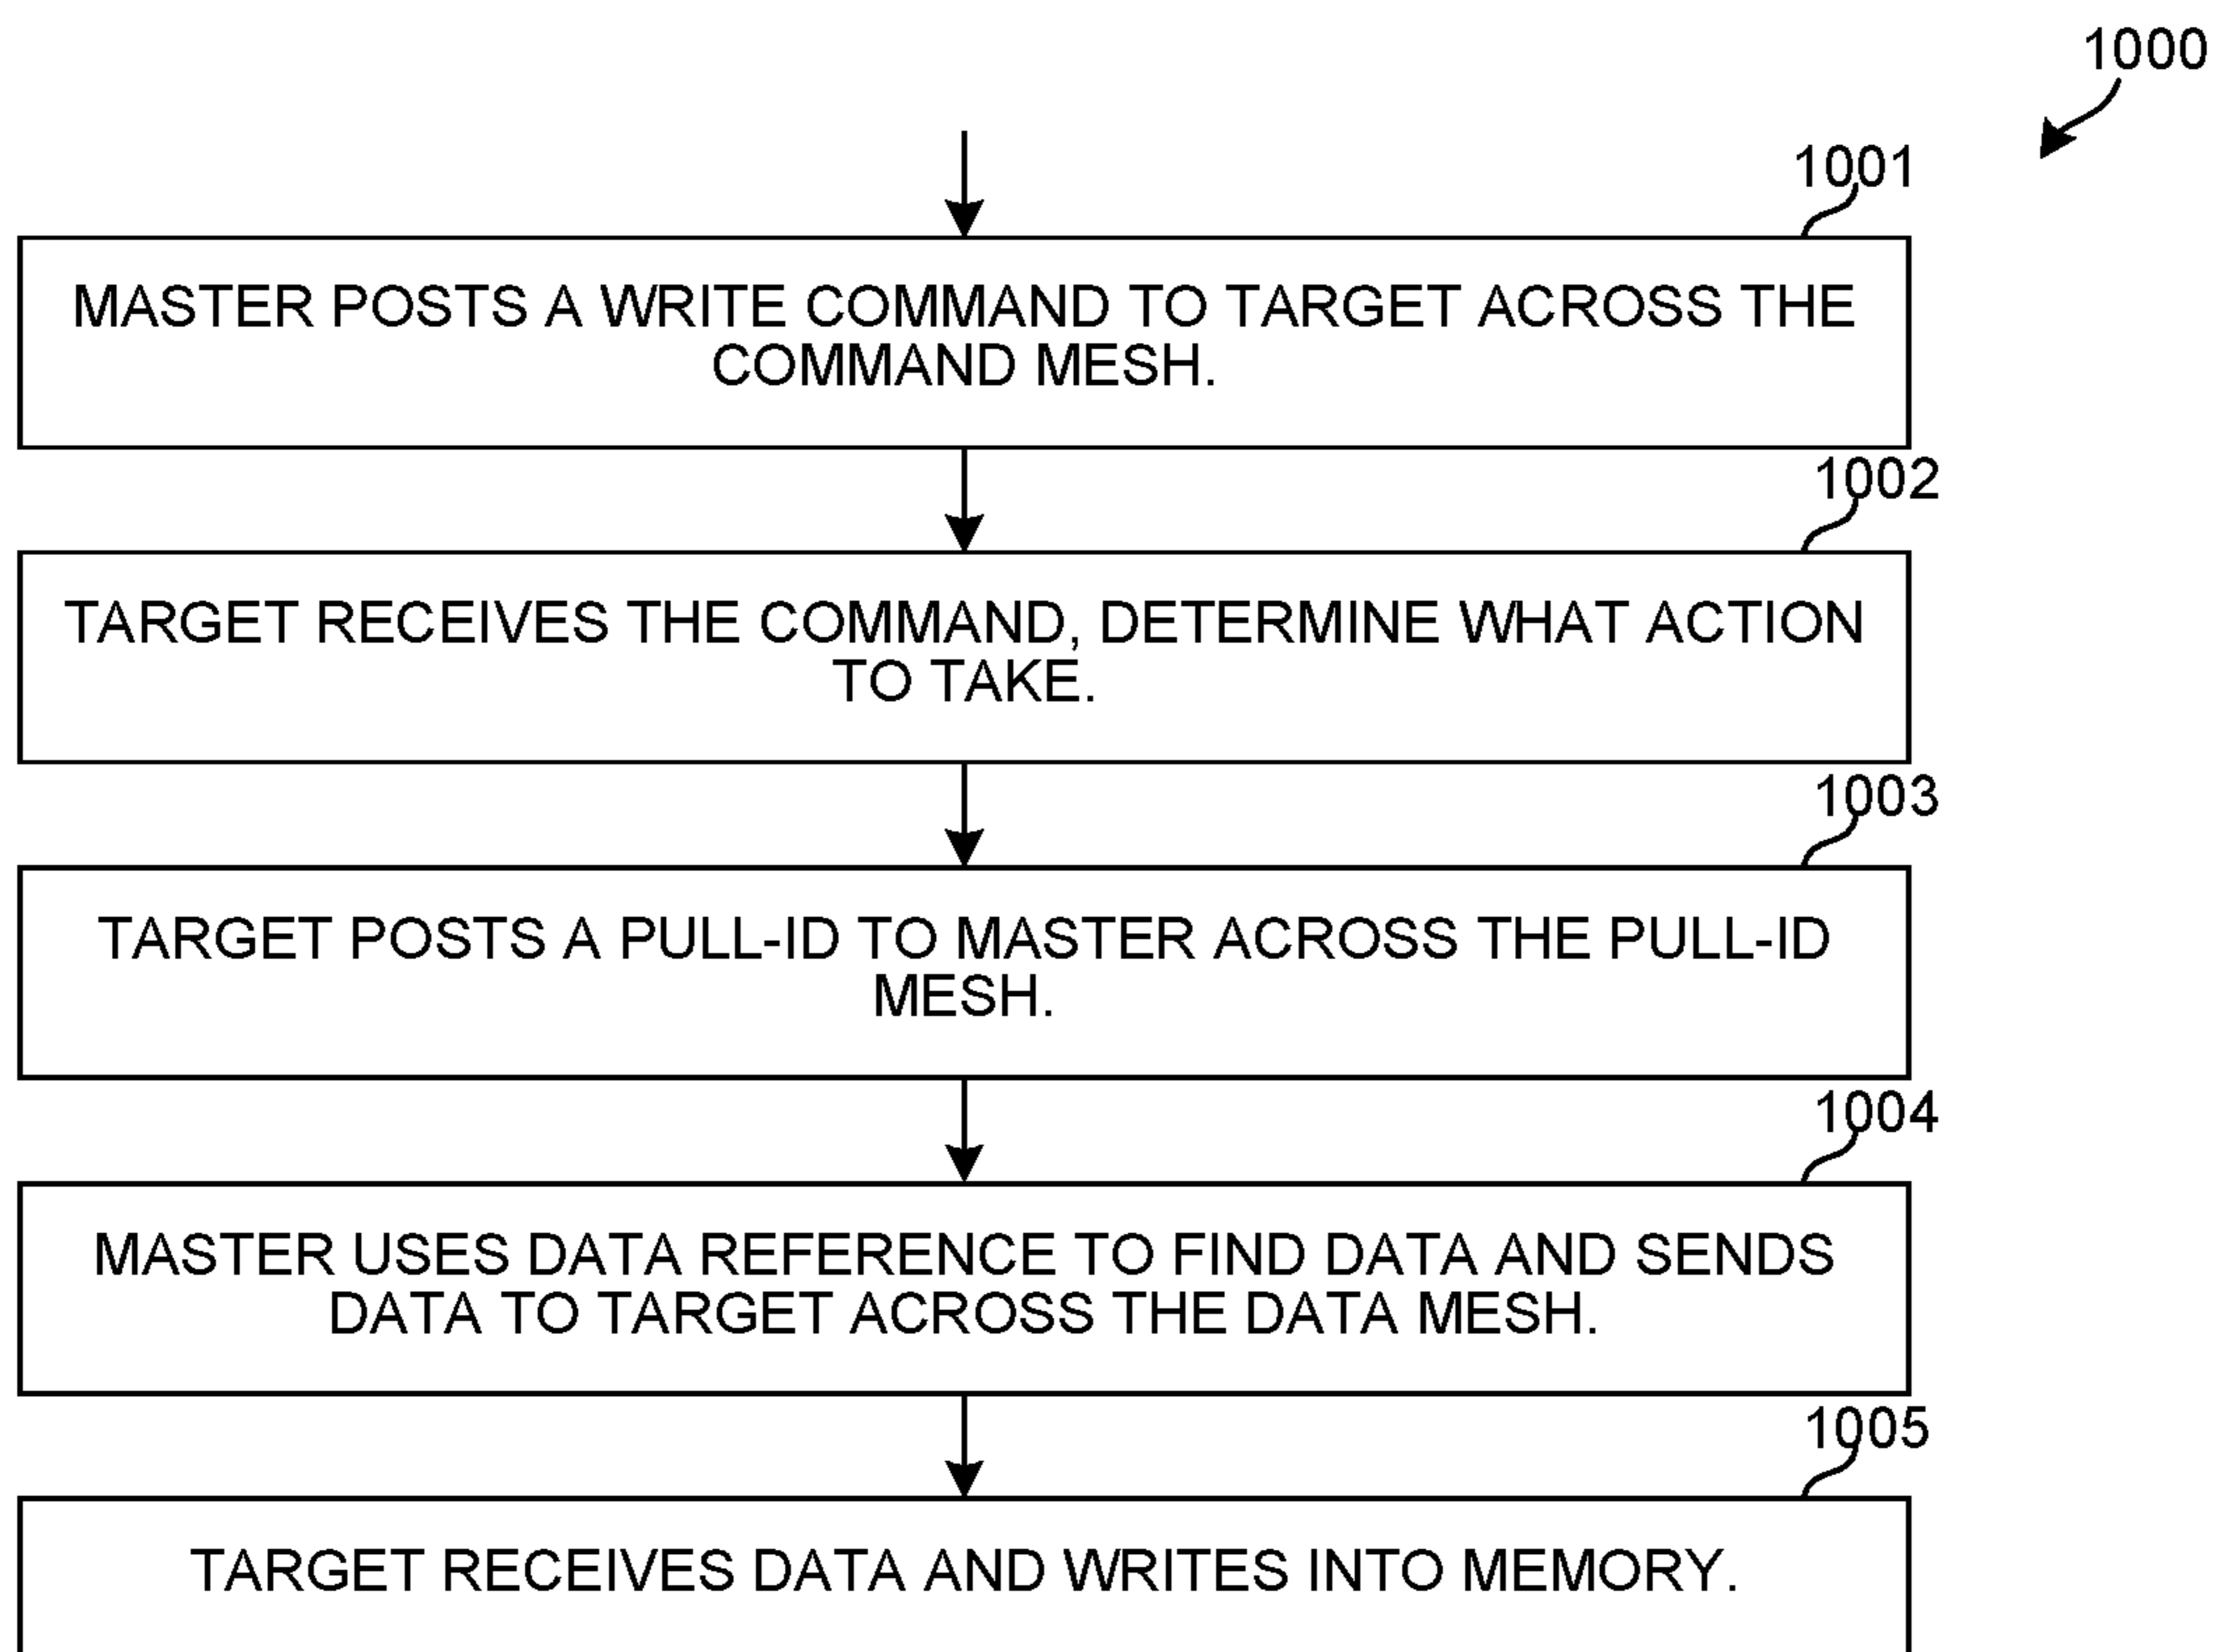 1000
1001
MASTER POSTS A WRITE COMMAND TO TARGET ACROSS THE
COMMAND MESH.
1002
TARGET RECEIVES THE COMMAND, DETERMINE WHAT ACTION
TO TAKE.
1003
TARGET POSTS A PULL-ID TO MASTER ACROSS THE PULL-ID
MESH.
1004
MASTER USES DATA REFERENCE TO FIND DATA AND SENDS
DATA TO TARGET ACROSS THE DATA MESH.
1005
TARGET RECEIVES DATA AND WRITES INTO MEMORY.